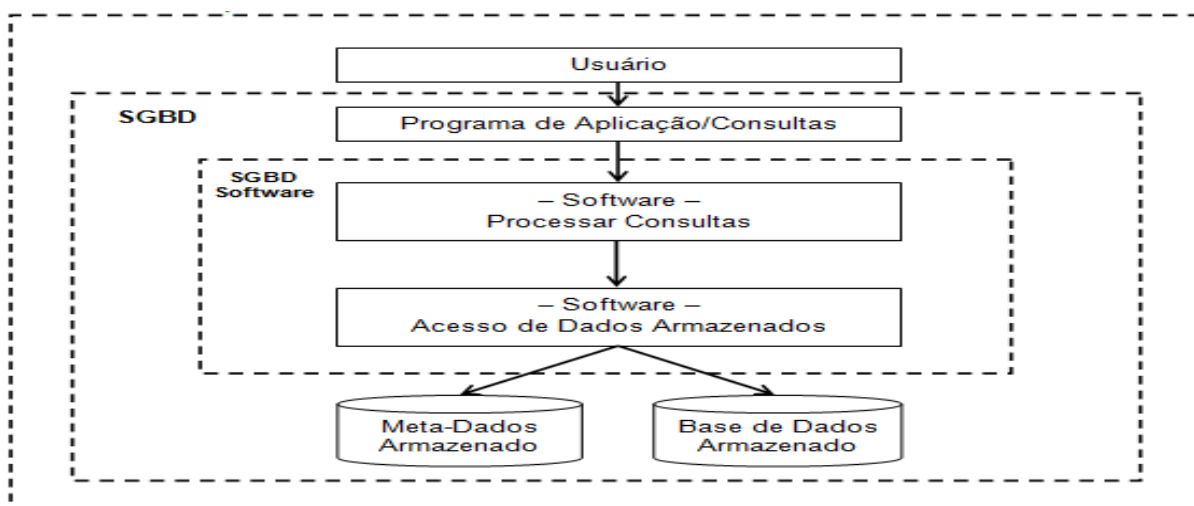 Usuário
SGBD
Programa de Aplicação/Consultas
SGBD
Software
– Software –
Processar Consultas
– Software –
Acesso de Dados Armazenados
Meta-Dados
Armazenado
Base de Dados
Armazenado